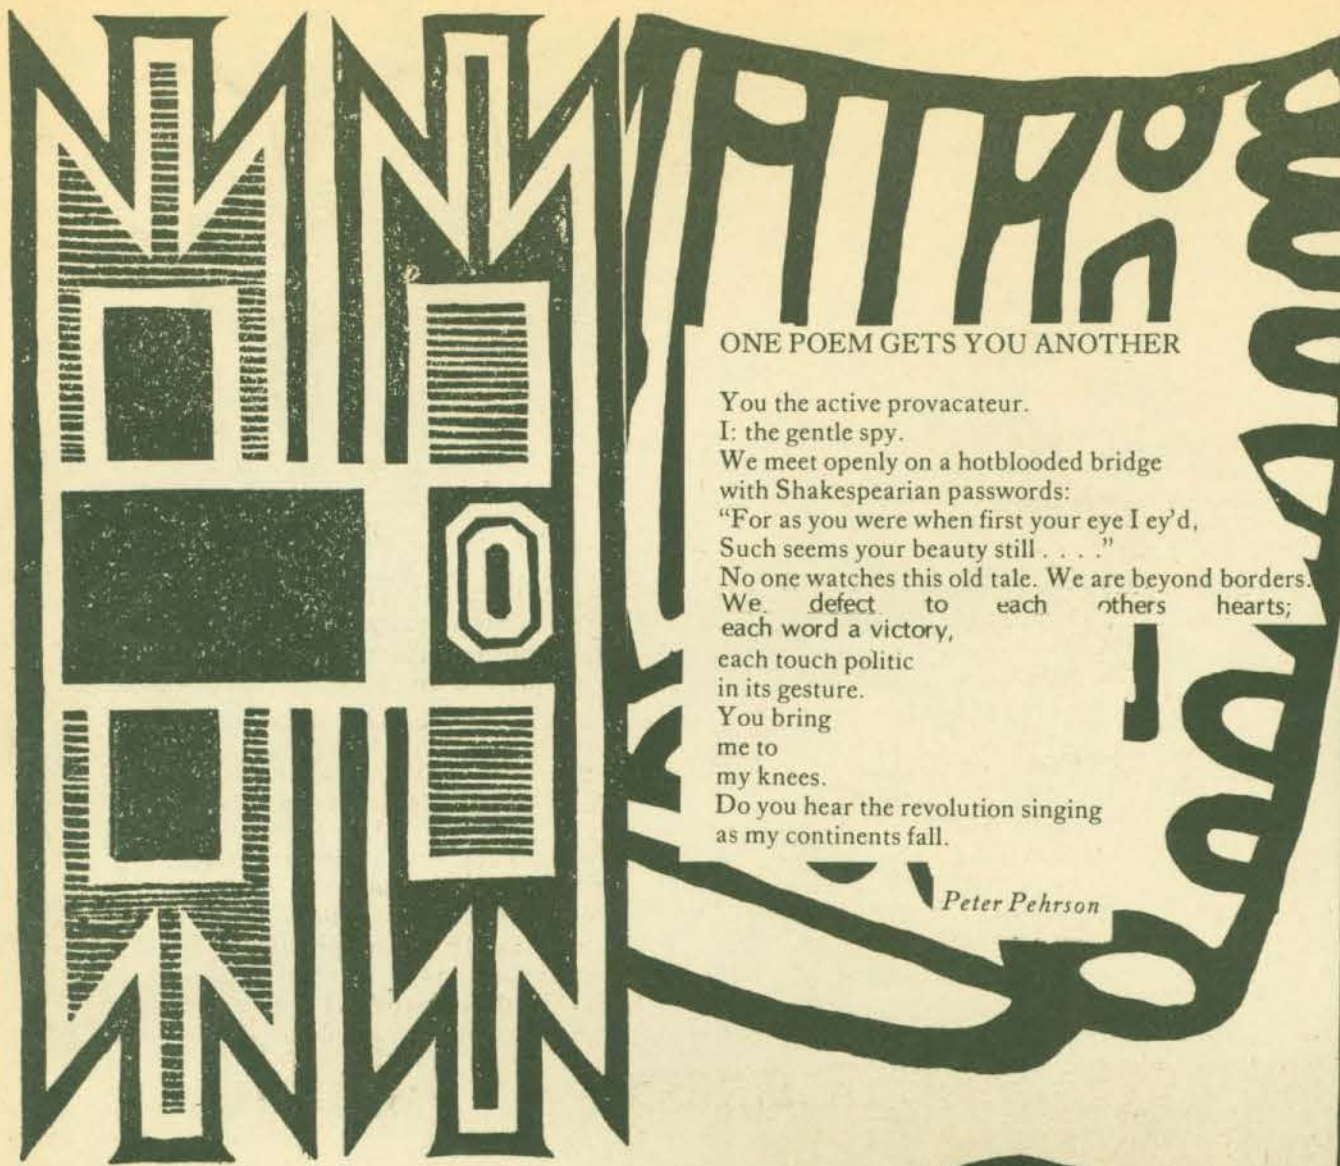 ONE POEM GETS YOU ANOTHER
You the active provacateur.
I: the gentle spy.
We meet openly on a hotblooded bridge
with Shakespearian passwords:
“For as you were when first your eye I ey’d,
Such seems your beauty still . . . .”
No one watches this old tale. We are beyond borders.
We. defect to each others hearts;
each word a victory,
each touch politic
in its gesture.
You bring
me to
my knees.
Do you hear the revolution singing
as my continents fall.
Peter Pehrson